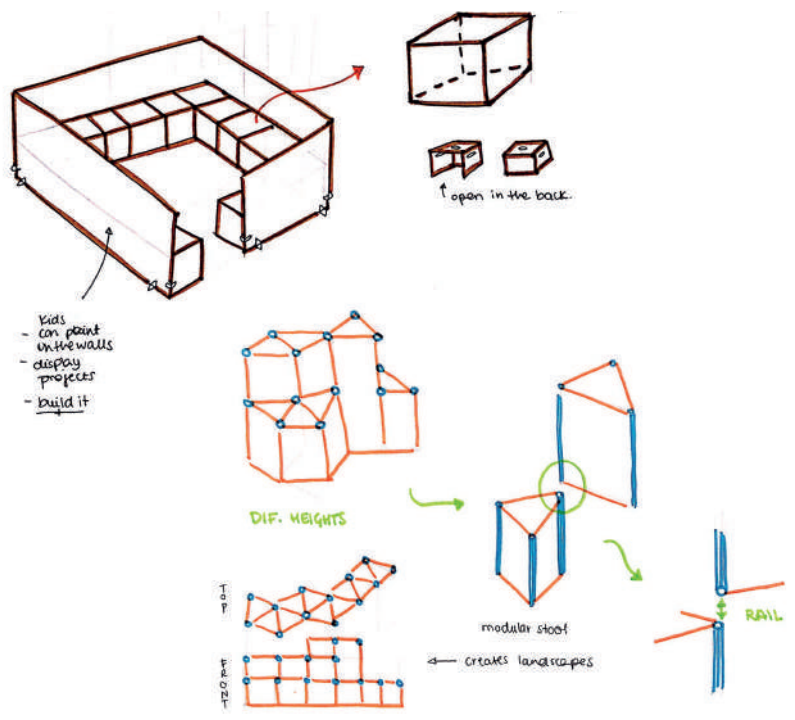 open in the back.
Kids
- can paint
on the walls
- display
projects
- build it
DIF. HEIGHTS
TOP
modular stool
RAIL
FRONT
creates landscapes